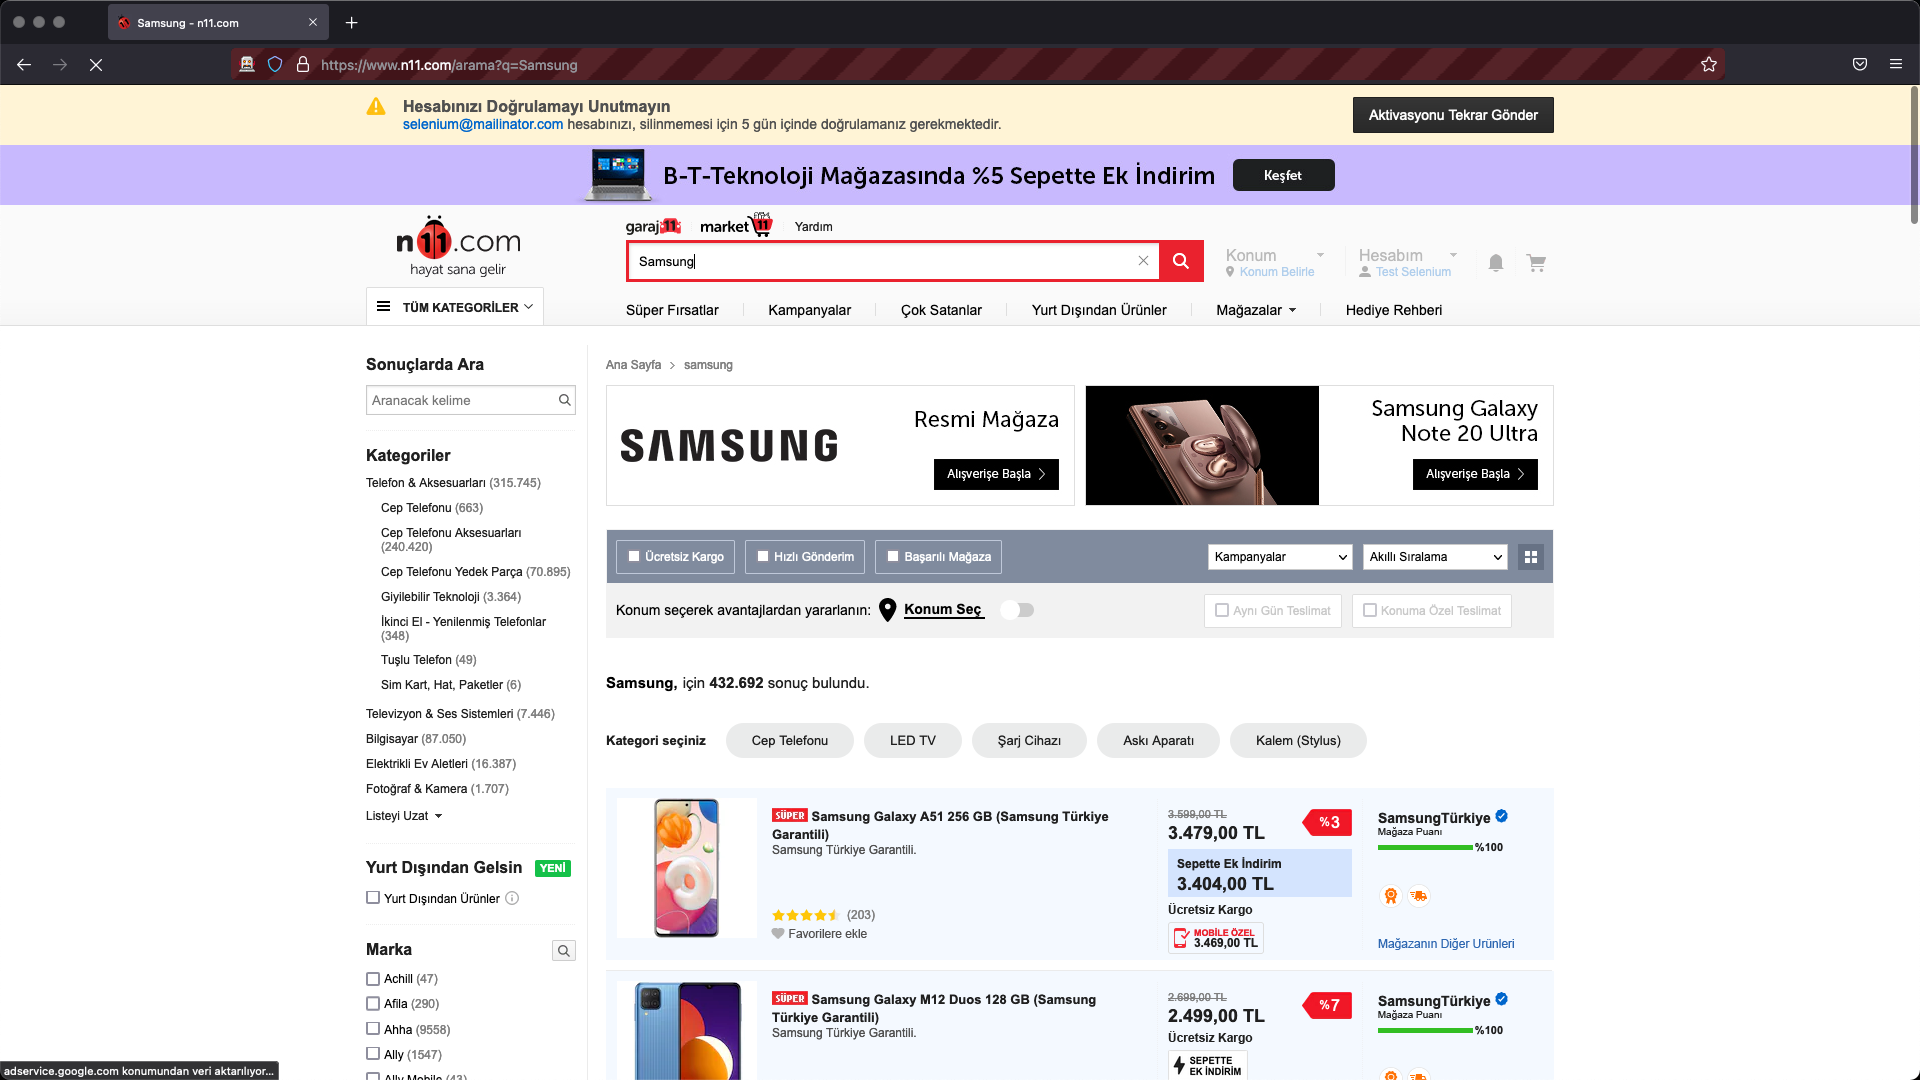 Samsung - n11.com
https://www.n11.com/arama?q=Samsung
Hesabınızı Doğrulamayı Unutmayın
selenium@mailinator.com hesabınızı, silinmemesi için 5 gün içinde doğrulamanız gerekmektedir.
Aktivasyonu Tekrar Gönder
B-T-Teknoloji Mağazasında %5 Sepette Ek İndirim
Keşfet
n11.com
hayat sana gelir
garaj11
market 11
Yardım
Samsung
Konum
Konum Belirle
Hesabım
Test Selenium
TÜM KATEGORİLER
Süper Fırsatlar
Kampanyalar
Çok Satanlar
Yurt Dışından Ürünler
Mağazalar
Hediye Rehberi
Sonuçlarda Ara
Aranacak kelime
Kategoriler
Telefon & Aksesuarları (315.745)
Cep Telefonu (663)
Cep Telefonu Aksesuarları
(240.420)
Cep Telefonu Yedek Parça (70.895)
Giyilebilir Teknoloji (3.364)
İkinci El - Yenilenmiş Telefonlar
(348)
Tuşlu Telefon (49)
Sim Kart, Hat, Paketler (6)
Televizyon & Ses Sistemleri (7.446)
Bilgisayar (87.050)
Elektrikli Ev Aletleri (16.387)
Fotoğraf & Kamera (1.707)
Listeyi Uzat
Yurt Dışından Gelsin YENİ
Yurt Dışından Ürünler
Marka
Achill (47)
Afila (290)
Ahha (9558)
Ally (1547)
Ally Mobile (43)
Ana Sayfa > samsung
SAMSUNG
Resmi Mağaza
Alışverişe Başla
Samsung Galaxy
Note 20 Ultra
Alışverişe Başla
Ücretsiz Kargo
Hızlı Gönderim
Başarılı Mağaza
Kampanyalar
Akıllı Sıralama
Konum seçerek avantajlardan yararlanın:
Konum Seç
Aynı Gün Teslimat
Konuma Özel Teslimat
Samsung, için 432.692 sonuç bulundu.
Kategori seçiniz
Cep Telefonu
LED TV
Şarj Cihazı
Askı Aparatı
Kalem (Stylus)
SÜPER Samsung Galaxy A51 256 GB (Samsung Türkiye
Garantili)
Samsung Türkiye Garantili.
(203)
Favorilere ekle
3.599,00 TL
3.479,00 TL
%3
Sepette Ek İndirim
3.404,00 TL
Ücretsiz Kargo
MOBİLE ÖZEL
3.469,00 TL
SamsungTürkiye
Mağaza Puanı
%100
Mağazanın Diğer Ürünleri
SÜPER Samsung Galaxy M12 Duos 128 GB (Samsung
Türkiye Garantili)
Samsung Türkiye Garantili.
2.699,00 TL
2.499,00 TL
%7
Ücretsiz Kargo
SEPETTE
EK İNDİRİM
SamsungTürkiye
Mağaza Puanı
%100
adservice.google.com konumundan veri aktarılıyor...